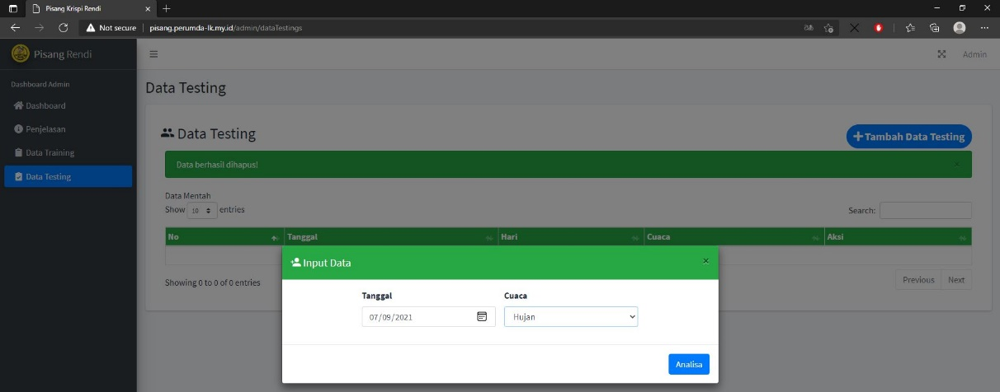 Pisang Krispi Rendi
Not secure pisang.perumda-lk.my.id/admin/dataTestings
Pisang Rendi
Admin
Dashboard Admin
Dashboard
Penjelasan
Data Training
Data Testing
Data Testing
Data Testing
Tambah Data Testing
Data berhasil dihapus!
Data Mentah
Show 10 entries
Search:
No Tanggal Hari Cuaca Aksi
Showing 0 to 0 of 0 entries
Previous Next
Input Data
Tanggal Cuaca
07/09/2021 Hujan
Analisa